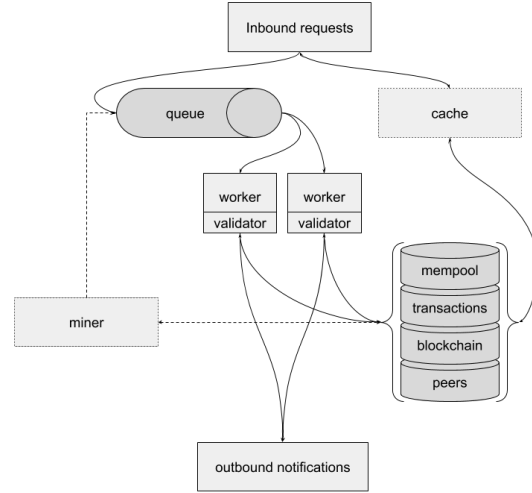 Inbound requests
queue
cache
worker
worker
validator
validator
mempool
transactions
blockchain
peers
miner
outbound notifications